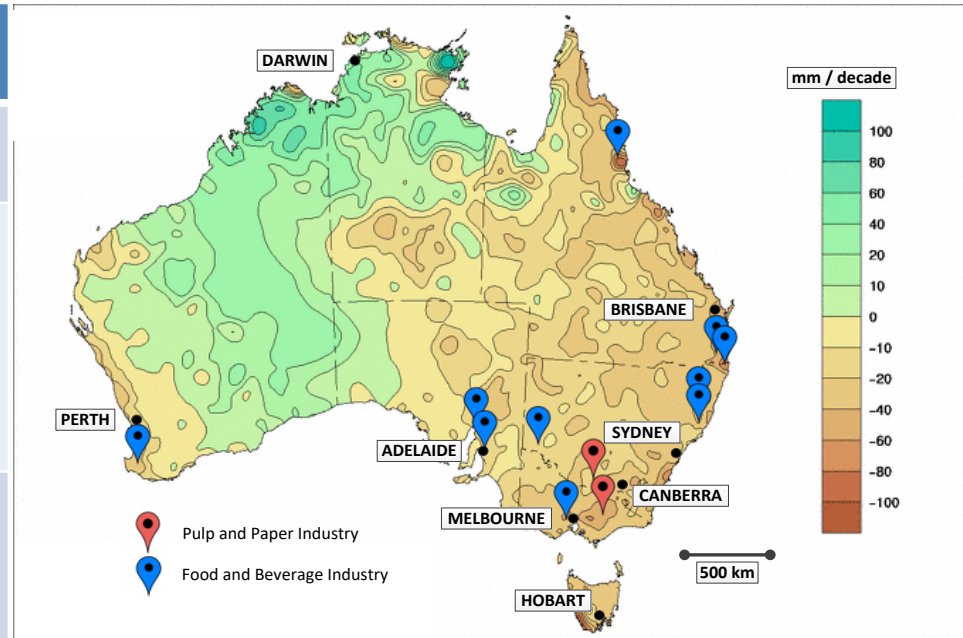 DARWIN
mm / decade
100
80
60
40
20
10
0
-10
-20
-40
-60
-80
-100
BRISBANE
PERTH
SYDNEY
ADELAIDE
CANBERRA
MELBOURNE
Pulp and Paper Industry
Food and Beverage Industry
500 km
HOBART